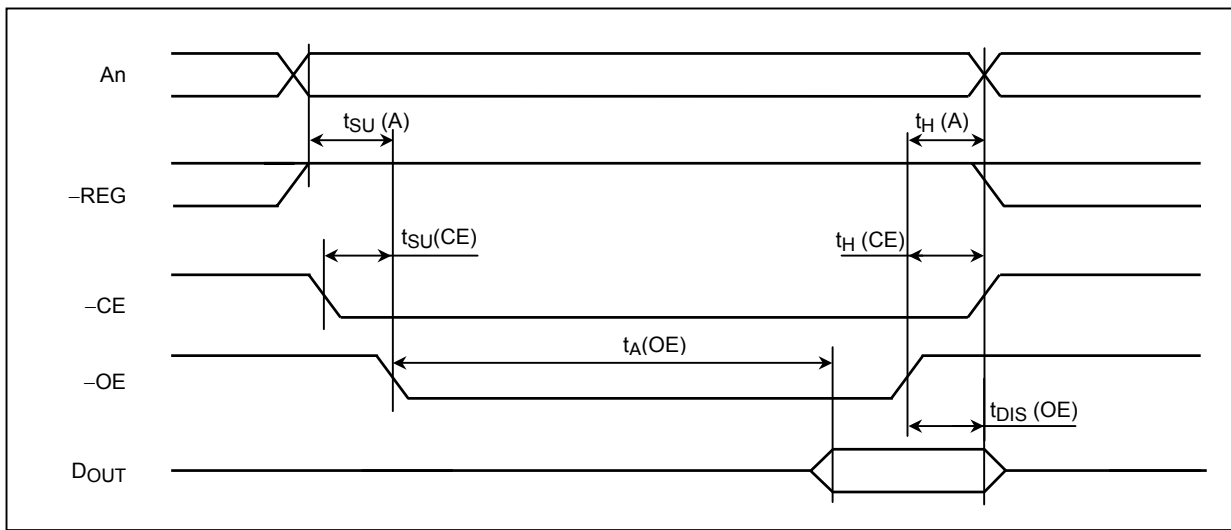 An
tSU (A)
tH (A)
–REG
tSU(CE)
tH (CE)
–CE
tA(OE)
–OE
tDIS (OE)
DOUT